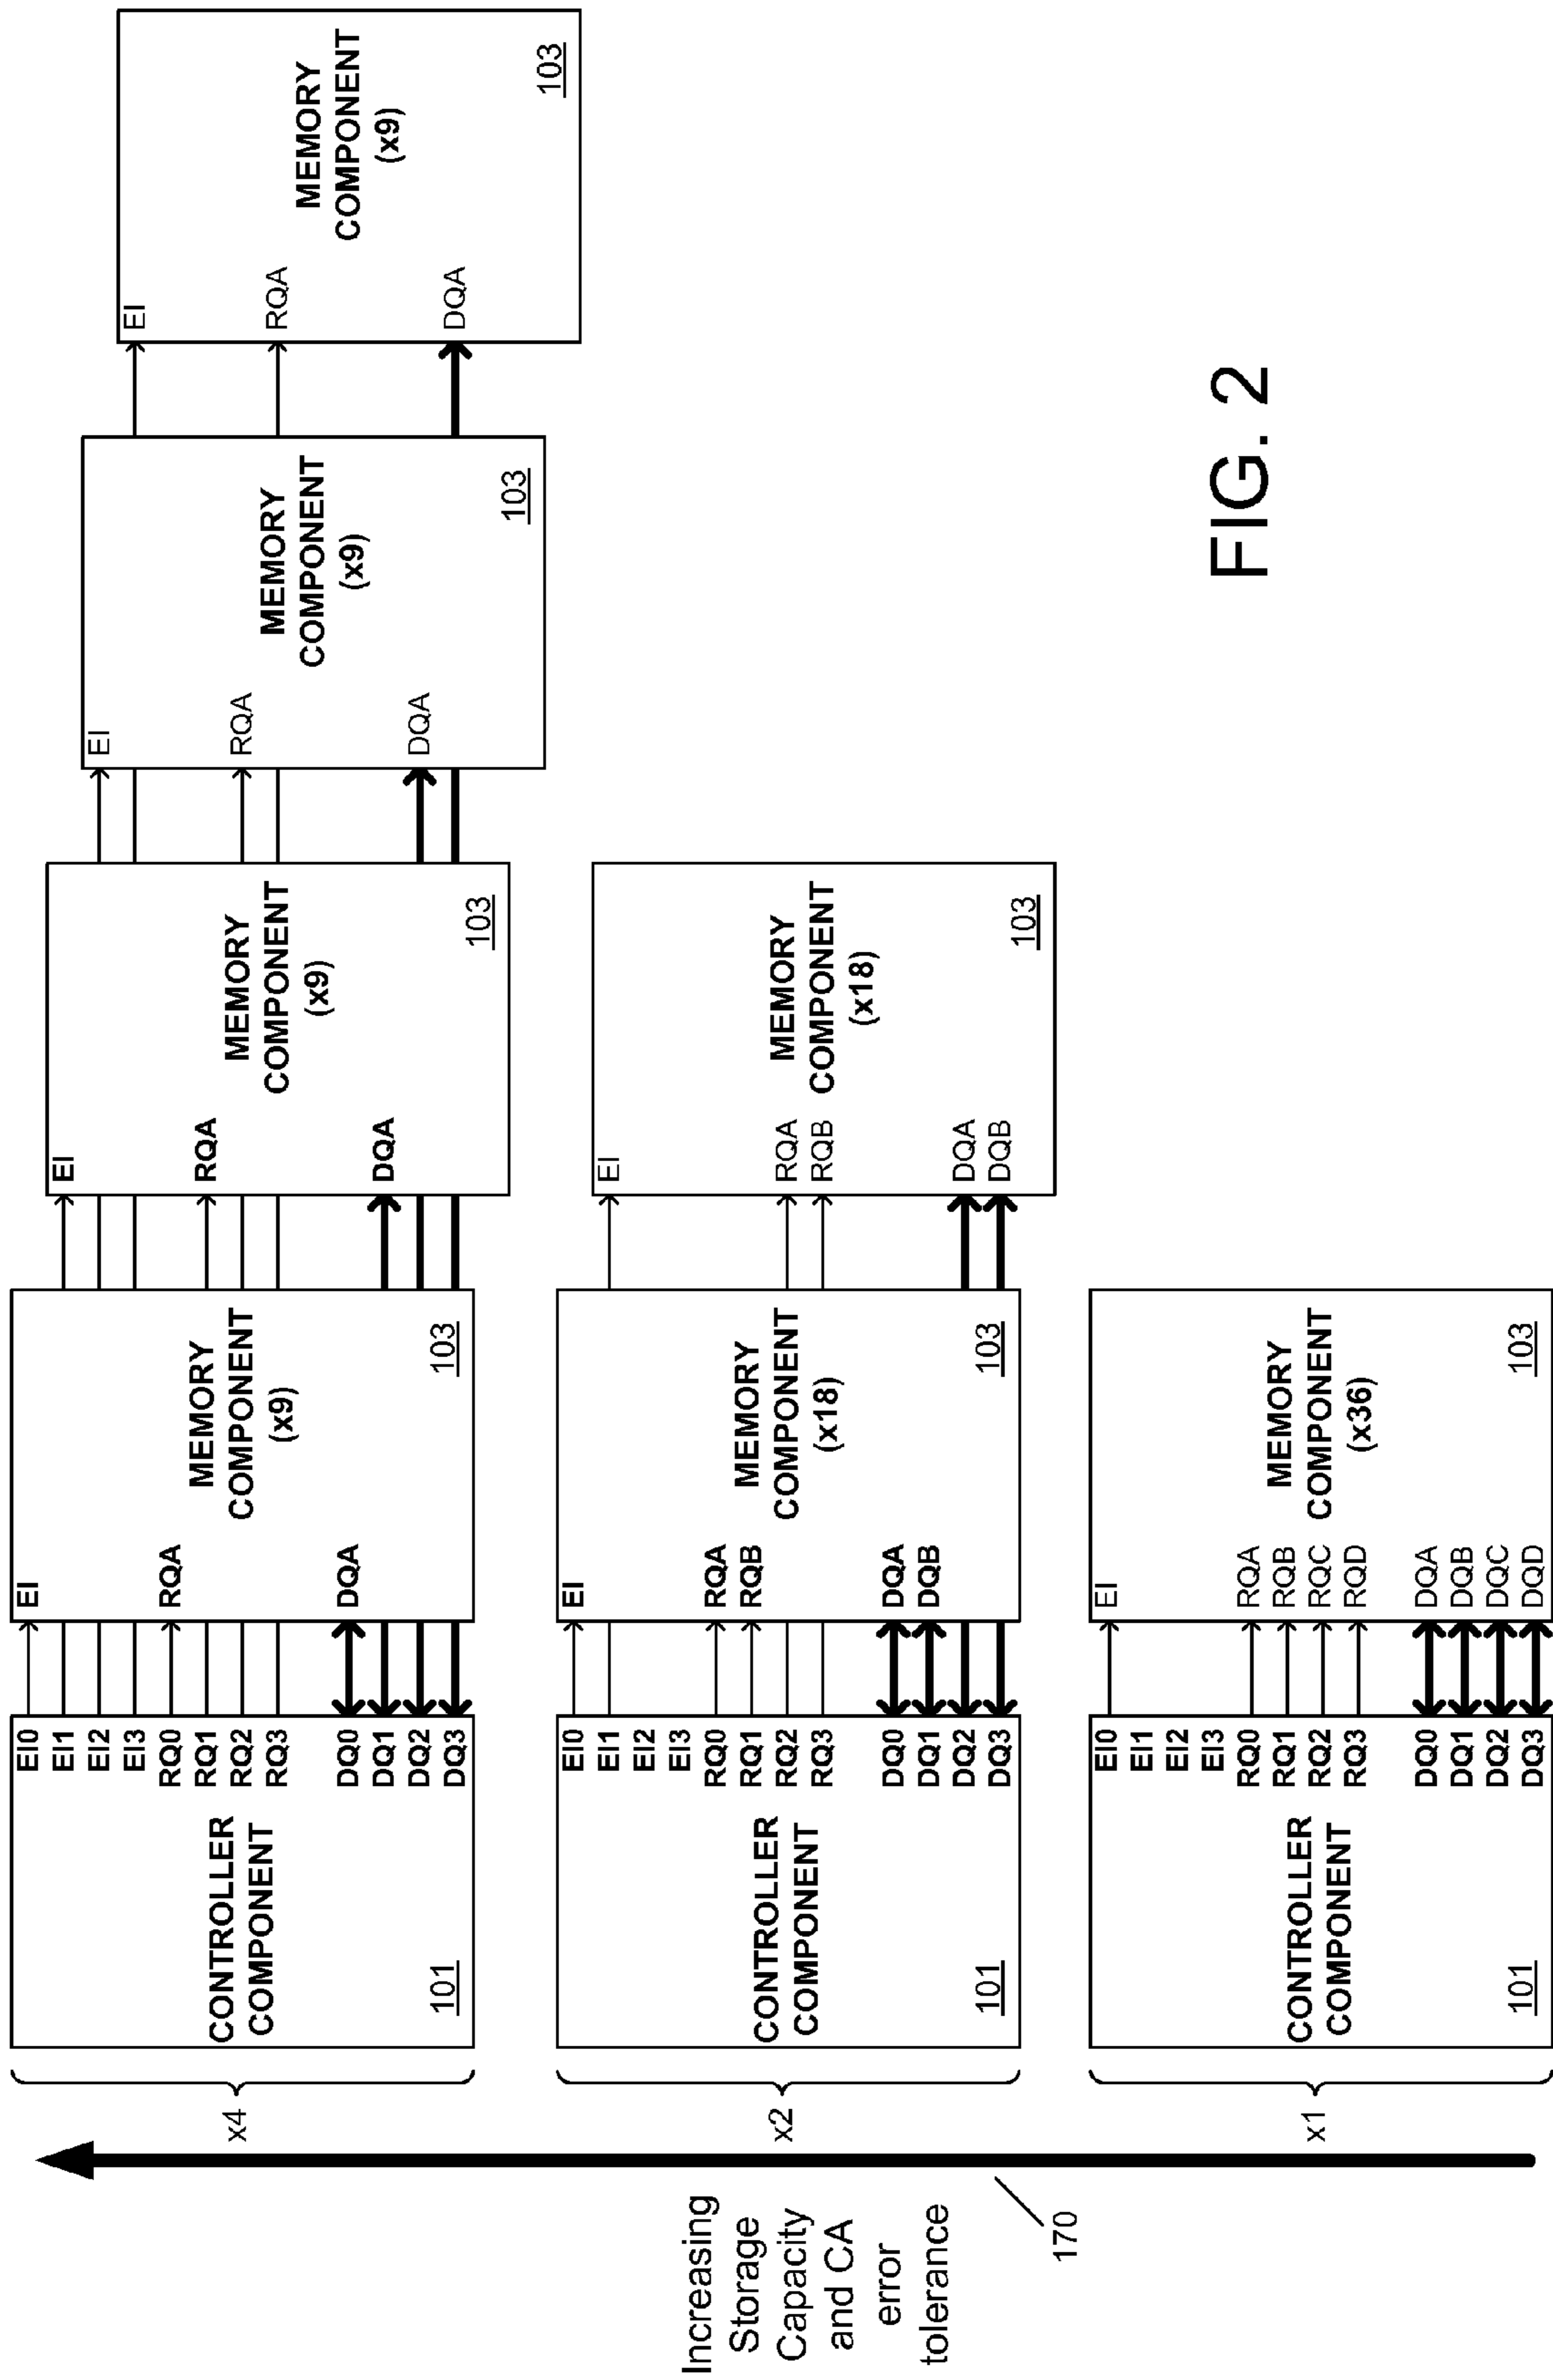 Increasing
Storage
Capacity
and CA
error
tolerance
170
x4
CONTROLLER
COMPONENT
101
EI0
EI1
EI2
EI3
RQ0
RQ1
RQ2
RQ3
DQ0
DQ1
DQ2
DQ3
EI
RQA
DQA
MEMORY
COMPONENT
(x9)
103
EI
RQA
DQA
MEMORY
COMPONENT
(x9)
103
EI
RQA
DQA
MEMORY
COMPONENT
(x9)
103
EI
RQA
DQA
MEMORY
COMPONENT
(x9)
103
x2
CONTROLLER
COMPONENT
101
EI0
EI1
EI2
EI3
RQ0
RQ1
RQ2
RQ3
DQ0
DQ1
DQ2
DQ3
EI
RQA
RQB
DQA
DQB
MEMORY
COMPONENT
(x18)
103
EI
RQA
RQB
DQA
DQB
MEMORY
COMPONENT
(x18)
103
x1
CONTROLLER
COMPONENT
101
EI0
EI1
EI2
EI3
RQ0
RQ1
RQ2
RQ3
DQ0
DQ1
DQ2
DQ3
EI
RQA
RQB
RQC
RQD
DQA
DQB
DQC
DQD
MEMORY
COMPONENT
(x36)
103
FIG. 2